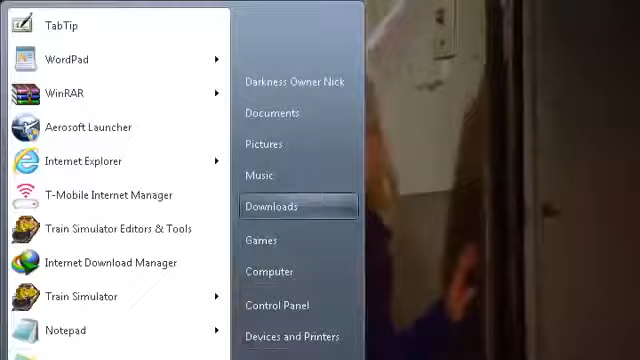 TabTip
WordPad
WinRAR
Aerosoft Launcher
Internet Explorer
T-Mobile Internet Manager
Train Simulator Editors & Tools
Internet Download Manager
Train Simulator
Notepad
Darkness Owner Nick
Documents
Pictures
Music
Downloads
Games
Computer
Control Panel
Devices and Printers